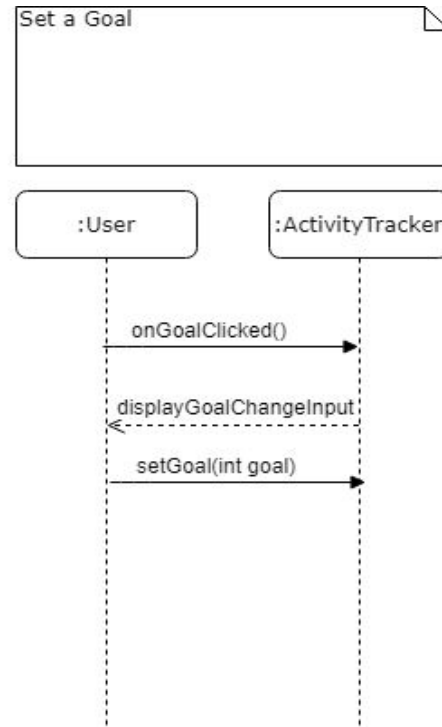 Set a Goal
:User
:ActivityTracker
onGoalClicked()
displayGoalChangeInput
setGoal(int goal)